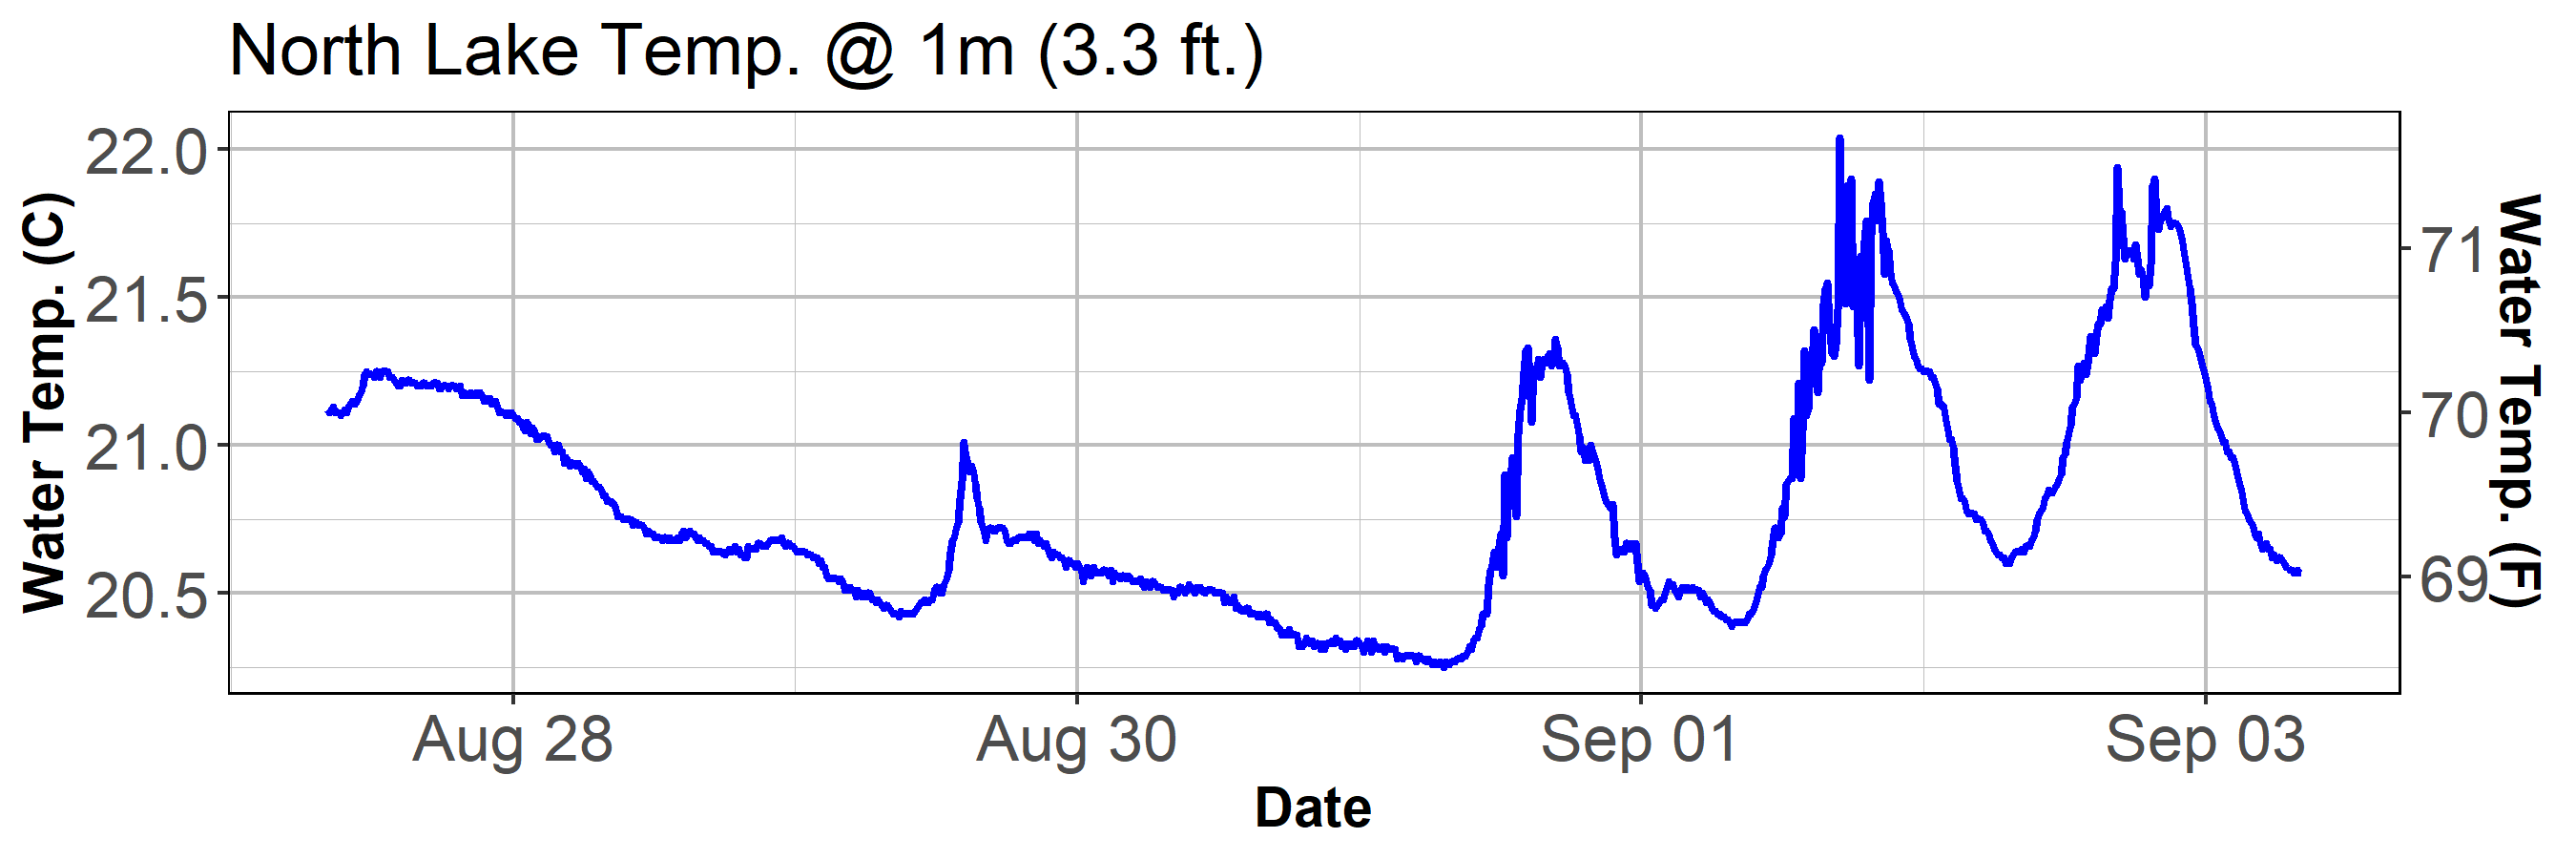 North Lake Temp. @ 1m (3.3 ft.)
Water Temp. (C)
22.0
21.5
21.0
20.5
71
70
69
Water Temp. (F)
Aug 28 Aug 30 Sep 01 Sep 03
Date